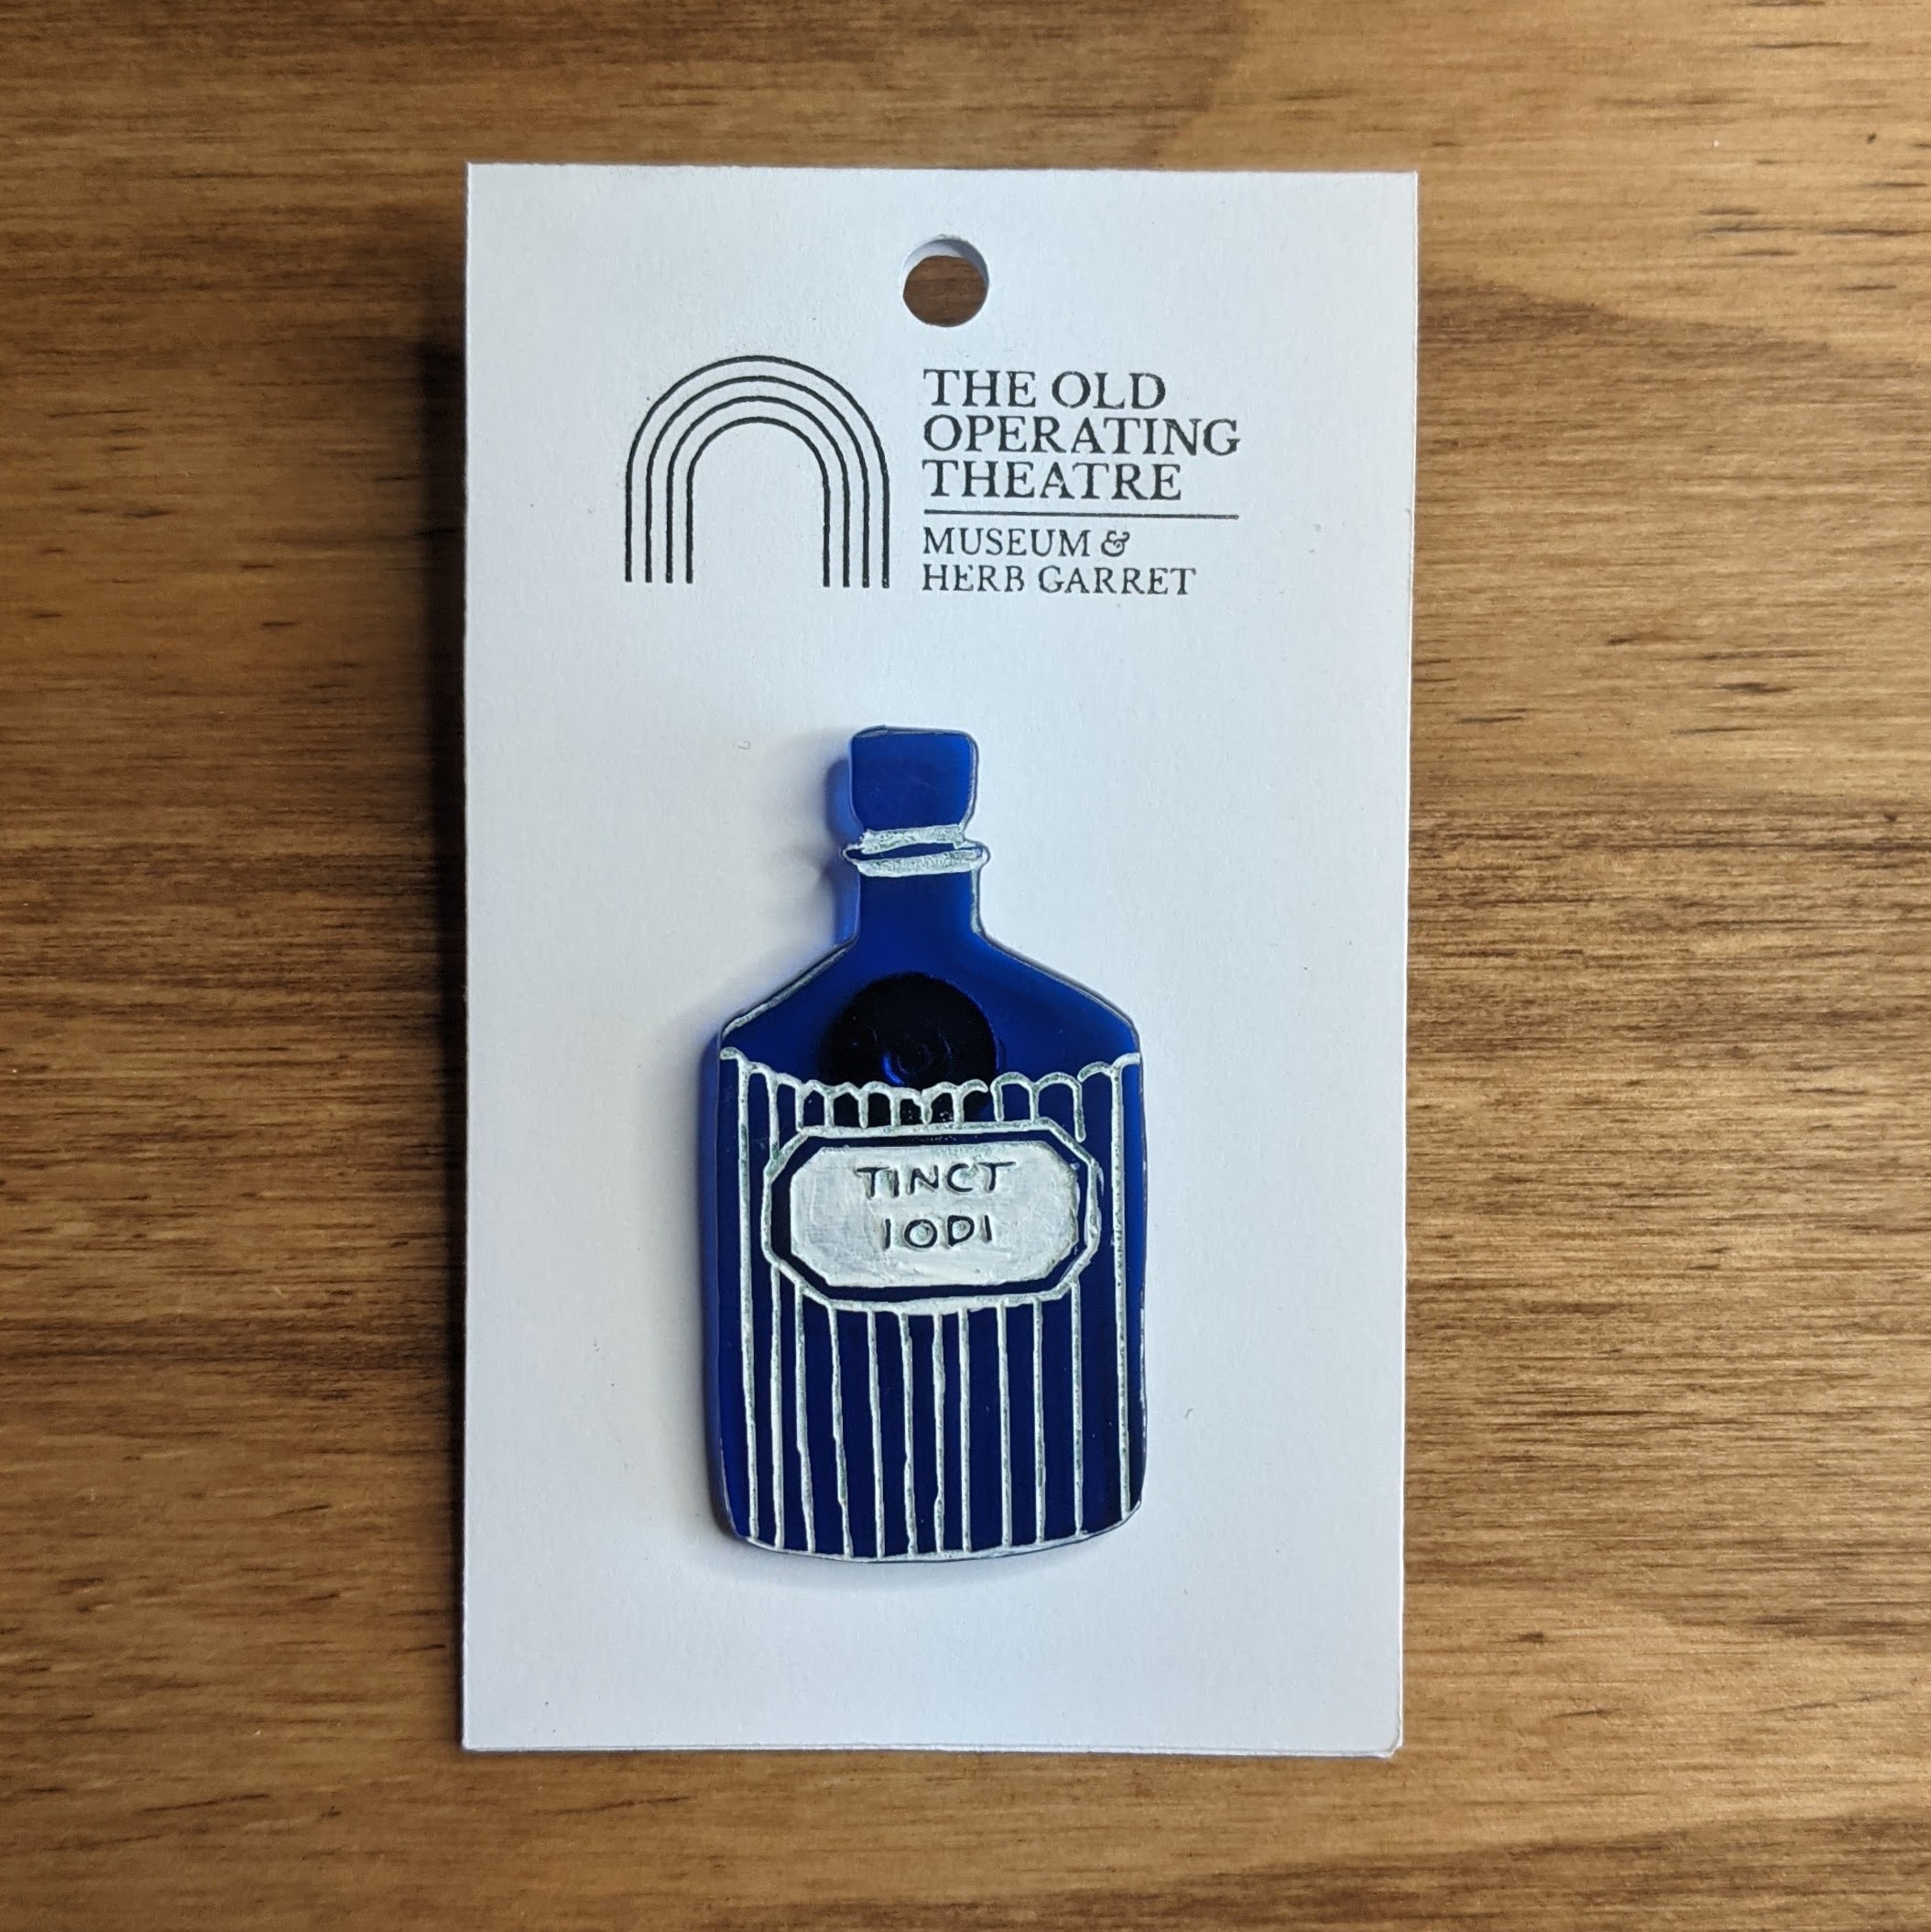 THE OLD
OPERATING
THEATRE
MUSEUM &
HERB GARRET
TINCT
IODI